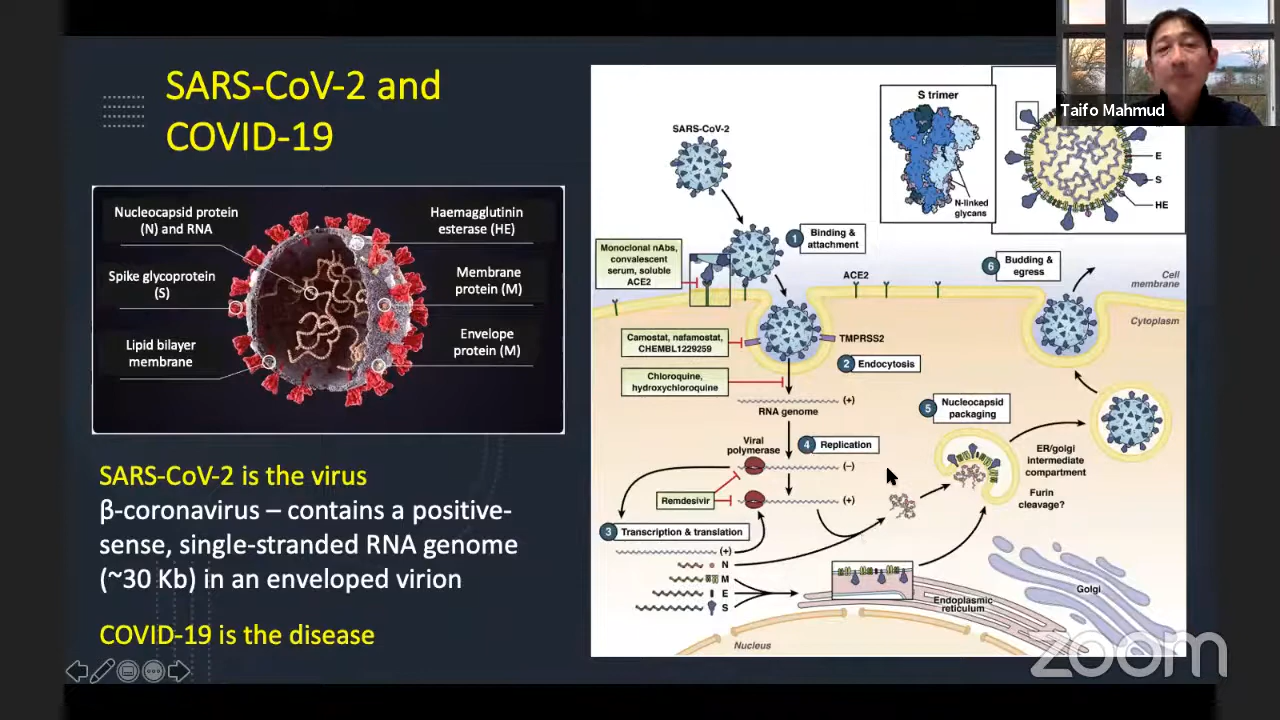 SARS-CoV-2 and
COVID-19
Nucleocapsid protein
(N) and RNA
Haemagglutinin
esterase (HE)
Spike glycoprotein
(S)
Membrane
protein (M)
Lipid bilayer
membrane
Envelope
protein (M)
SARS-CoV-2 is the virus
β-coronavirus – contains a positive-
sense, single-stranded RNA genome
(~30 Kb) in an enveloped virion
COVID-19 is the disease
SARS-CoV-2
S trimer
N-linked
glycans
E
S
HE
Taifo Mahmud
1 Binding &
attachment
Monoclonal nAbs,
convalescent
serum, soluble
ACE2
ACE2
6 Budding &
egress
Cell
membrane
Cytoplasm
Camostat, nafamostat,
CHEMBL1229259
TMPRSS2
2 Endocytosis
Chloroquine,
hydroxychloroquine
(+)
RNA genome
5 Nucleocapsid
packaging
Viral
polymerase
4 Replication
(–)
Remdesivir
(+)
ER/golgi
intermediate
compartment
Furin
cleavage?
3 Transcription & translation
(+)
N
M
E
S
Endoplasmic
reticulum
Golgi
Nucleus
zoom